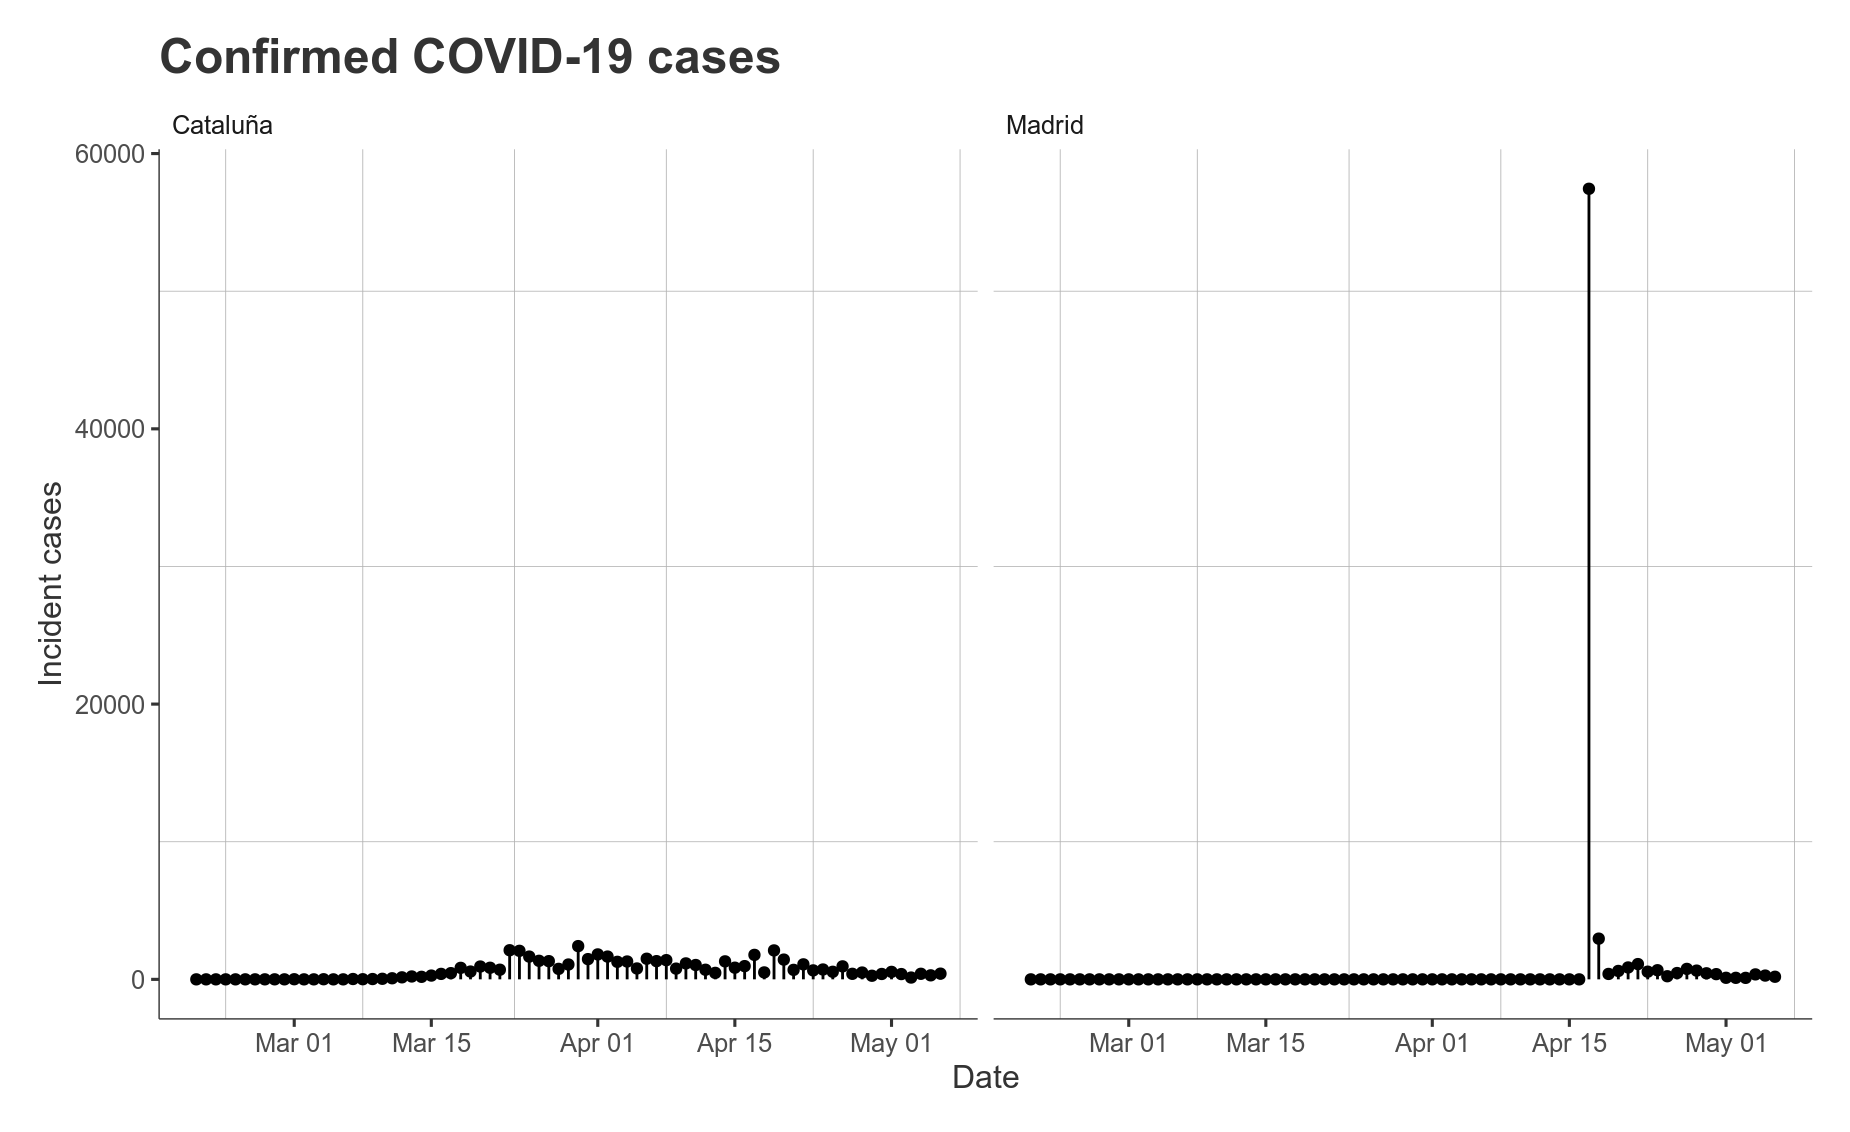 Confirmed COVID-19 cases
Cataluña
Madrid
60000
40000
20000
0
Incident cases
Mar 01
Mar 15
Apr 01
Apr 15
May 01
Mar 01
Mar 15
Apr 01
Apr 15
May 01
Date